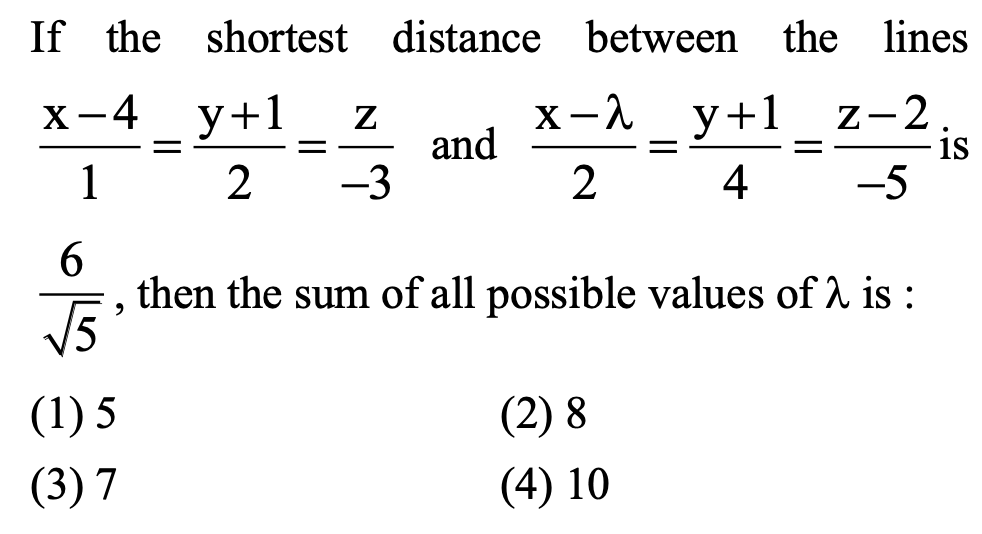 If the shortest distance between the lines
(x−4)/1 = (y+1)/2 = z/−3 and (x−λ)/2 = (y+1)/4 = (z−2)/−5 is
6/√5, then the sum of all possible values of λ is :
(1) 5 (2) 8
(3) 7 (4) 10